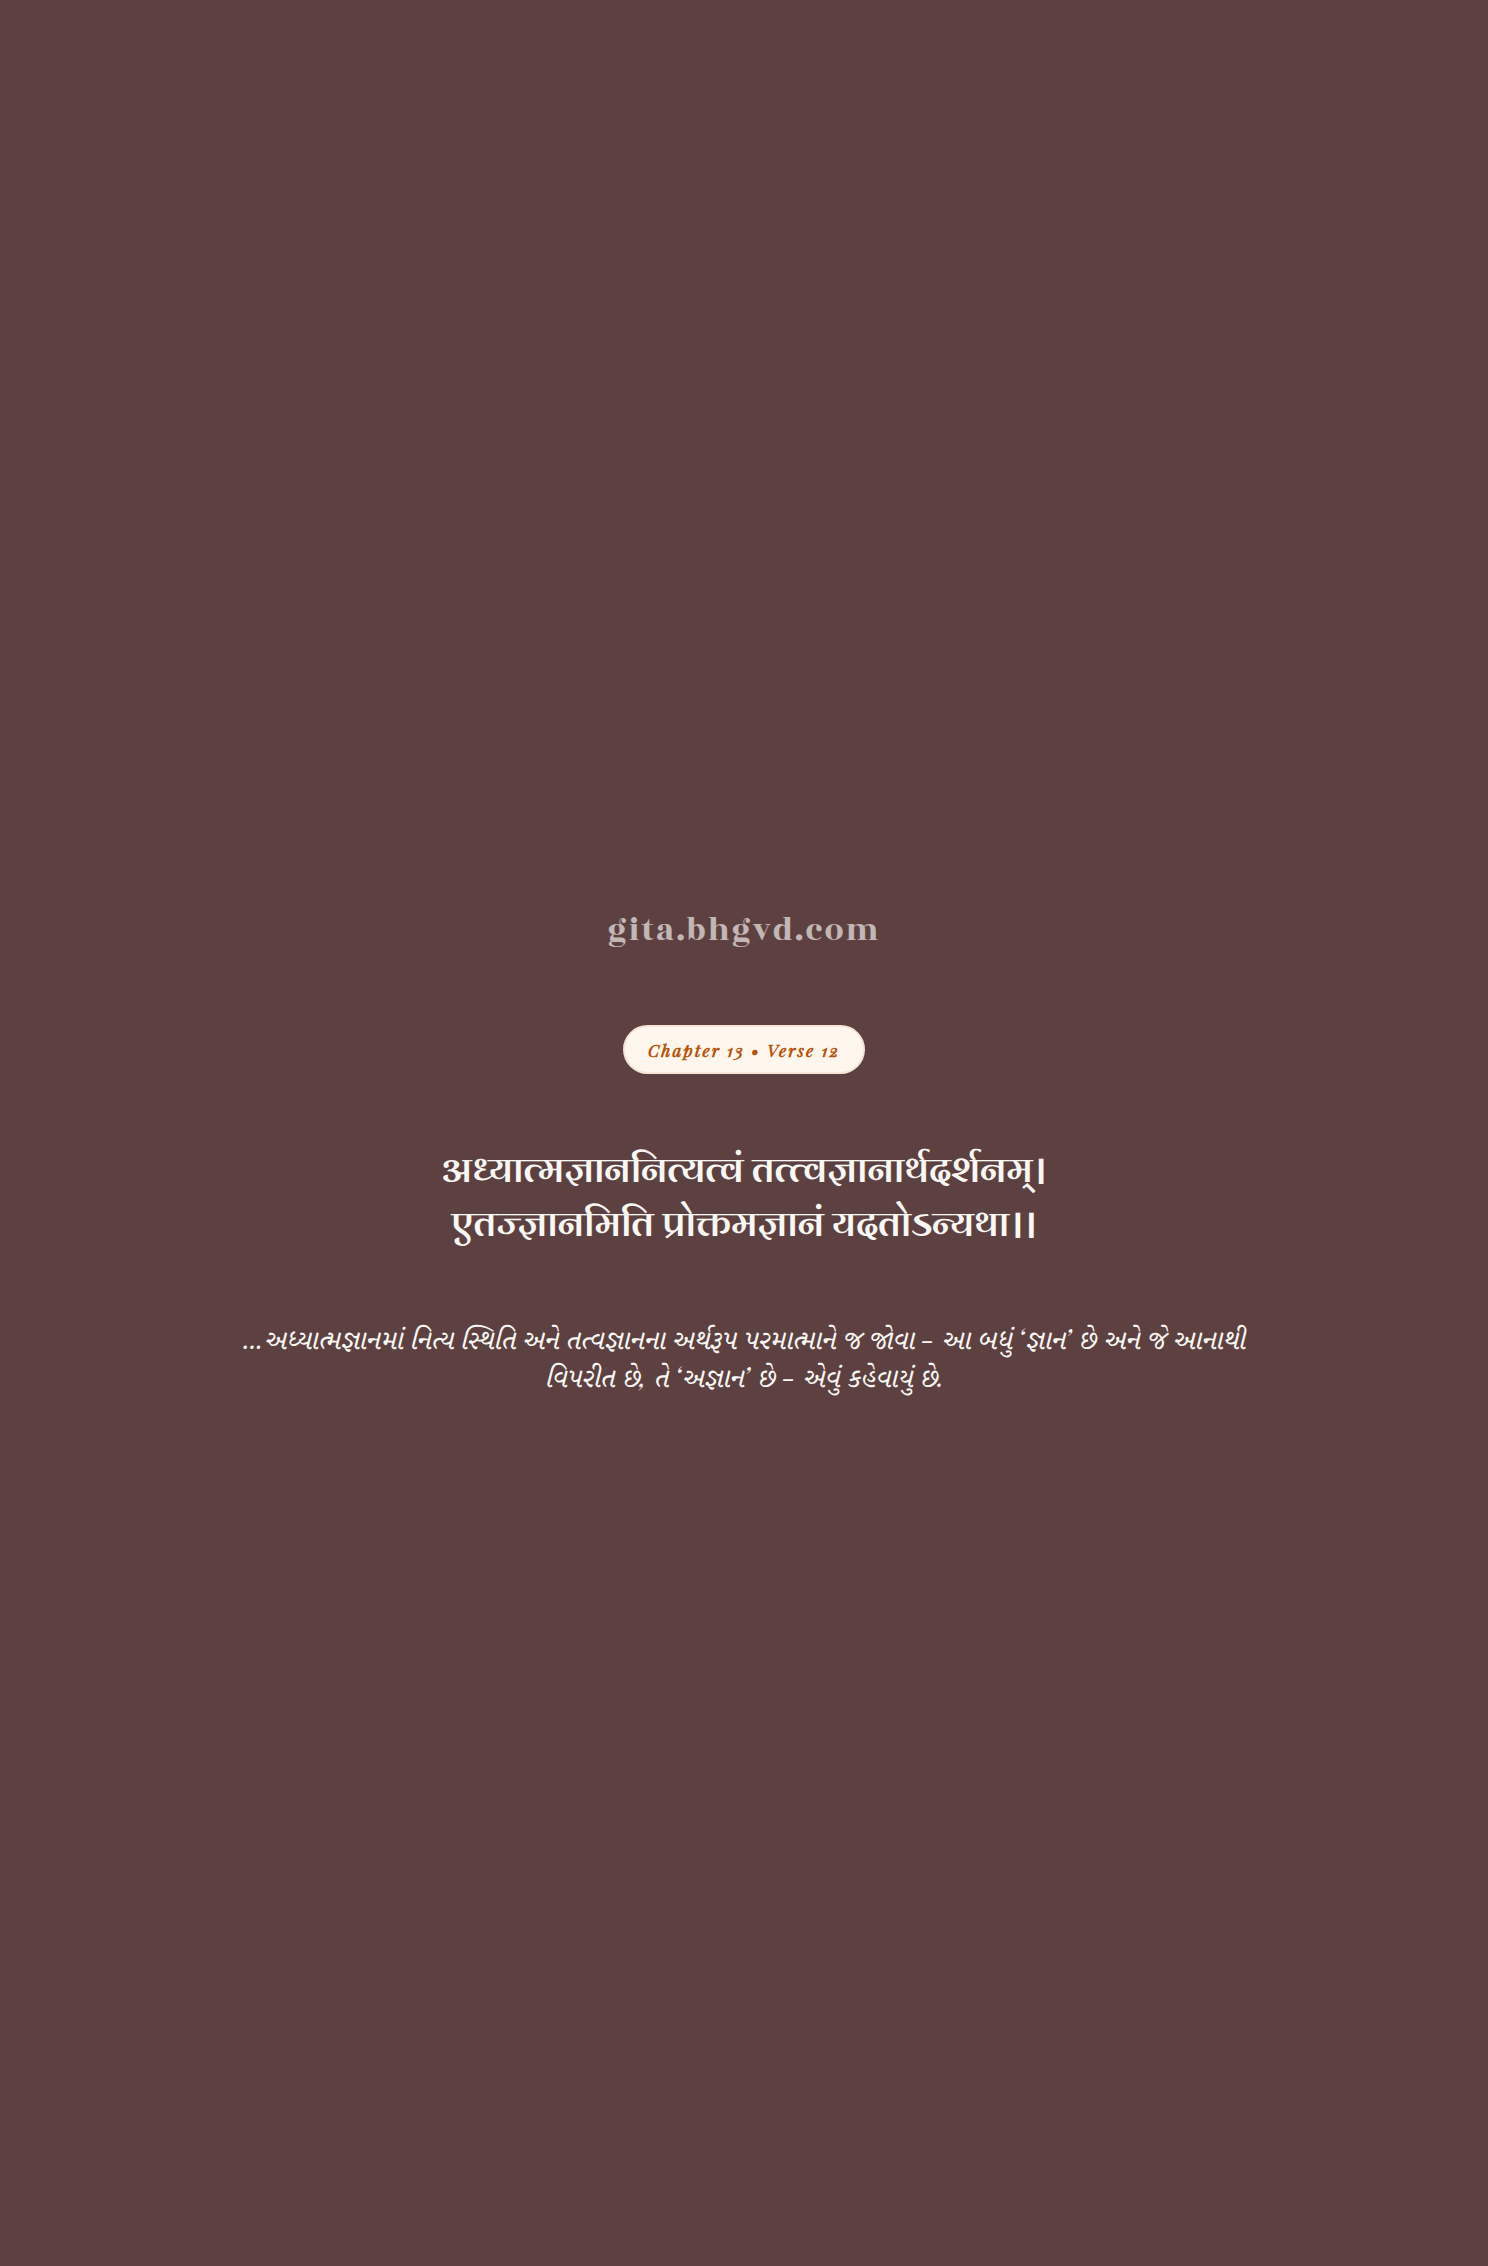 gita.bhgvd.com
Chapter 13 • Verse 12
अध्यात्मज्ञाननित्यत्वं तत्त्वज्ञानार्थदर्शनम्।
एतज्ज्ञानमिति प्रोक्तमज्ञानं यदतोऽन्यथा।।
...અધ્યાત્મજ્ઞાનમાં નિત્ય સ્થિતિ અને તત્વજ્ઞાનના અર્થરૂપ પરમાત્માને જ જોવા – આ બધું ‘જ્ઞાન’ છે અને જે આનાથી
વિપરીત છે, તે ‘અજ્ઞાન’ છે – એવું કહેવાયું છે.